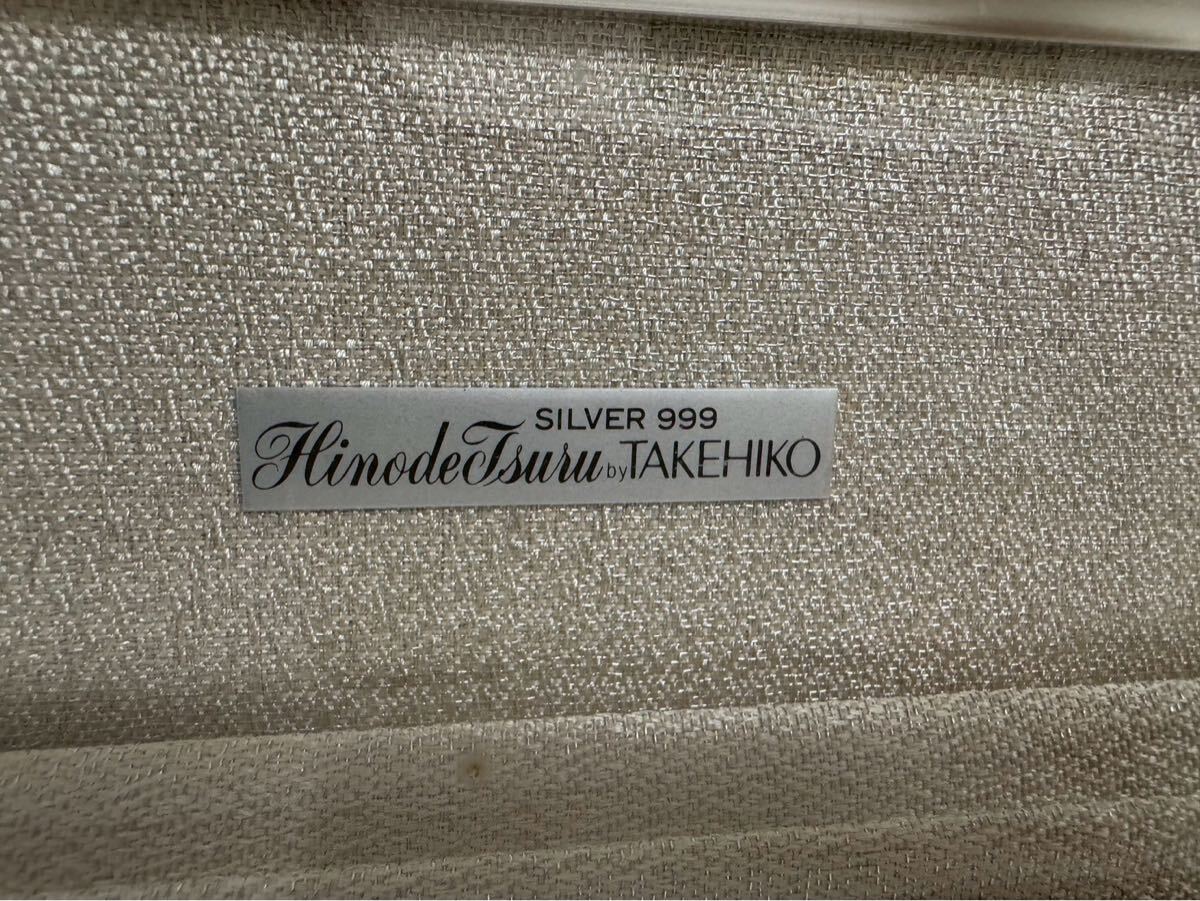 SILVER 999
HinodeTsuru by TAKEHIKO